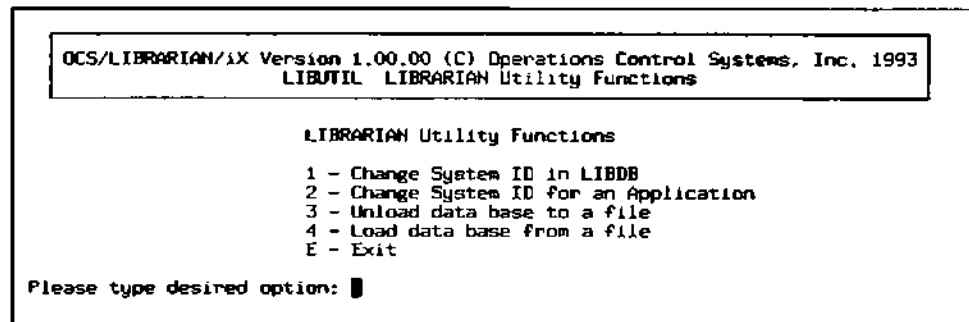 OCS/LIBRARIAN/iX Version 1.00.00 (C) Operations Control Systems, Inc. 1993
LIBUTIL LIBRARIAN Utility Functions
LIBRARIAN Utility Functions
1 - Change System ID in LIBDB
2 - Change System ID for an Application
3 - Unload data base to a file
4 - Load data base from a file
E - Exit
Please type desired option: